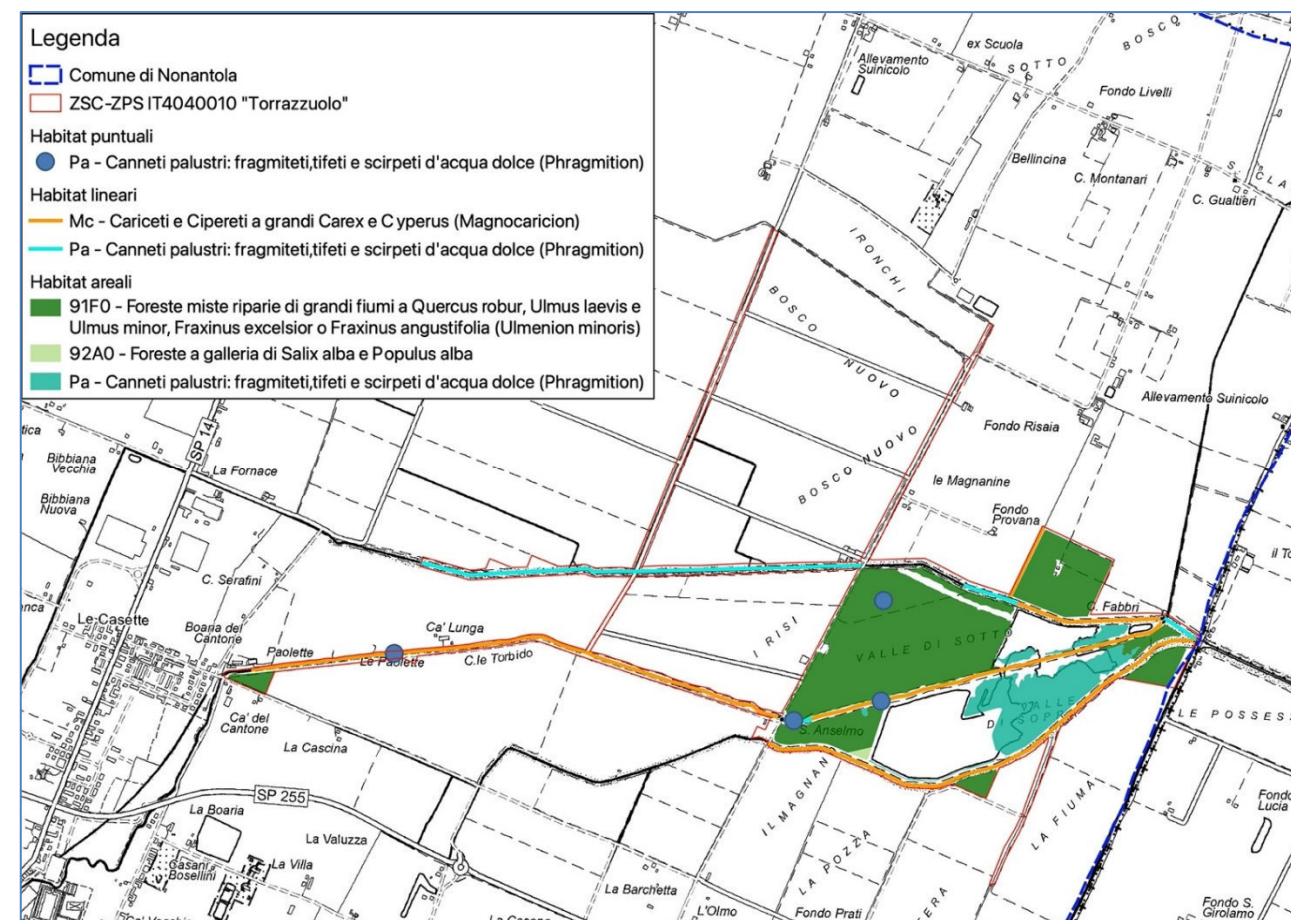 Legenda
Comune di Nonantola
ZSC-ZPS IT4040010 "Torrazzuolo"
Habitat puntuali
Pa - Canneti palustri: fragmiteti,tifeti e scirpeti d'acqua dolce (Phragmition)
Habitat lineari
Mc - Cariceti e Cipereti a grandi Carex e Cyperus (Magnocaricion)
Pa - Canneti palustri: fragmiteti,tifeti e scirpeti d'acqua dolce (Phragmition)
Habitat areali
91F0 - Foreste miste riparie di grandi fiumi a Quercus robur, Ulmus laevis e
Ulmus minor, Fraxinus excelsior o Fraxinus angustifolia (Ulmenion minoris)
92A0 - Foreste a galleria di Salix alba e Populus alba
Pa - Canneti palustri: fragmiteti,tifeti e scirpeti d'acqua dolce (Phragmition)
ex Scuola
SOTTO
BOSCO
Allevamento
Suinicolo
Fondo Livelli
Bellincina
C. Montanari
C. Gualtieri
IRONCHI
BOSCO
NUOVO
BOSCO NUOVO
Allevamento Suinicolo
Fondo Risaia
le Magnanine
Fondo
Provana
SP 14
La Fornace
Bibbiana
Vecchia
Bibbiana
Nuova
C. Serafini
Le Casette
Boaria del
Cantone
Paolette
Ca' Lunga
Le Paolette
C.le Torbido
I RISI
VALLE DI SOTTO
C. Fabbri
VALLE
DI SOPRA
S. Anselmo
LE POSSESS
Ca' del
Cantone
La Cascina
IL MAGNAN
LA FIUMA
Fondo
Lucia
SP 255
La Boaria
La Valuzza
LA POZZA
Casani
Bosellini
La Villa
La Barchetta
L'Olmo
Fondo Prati
Fondo S.
Girolamo